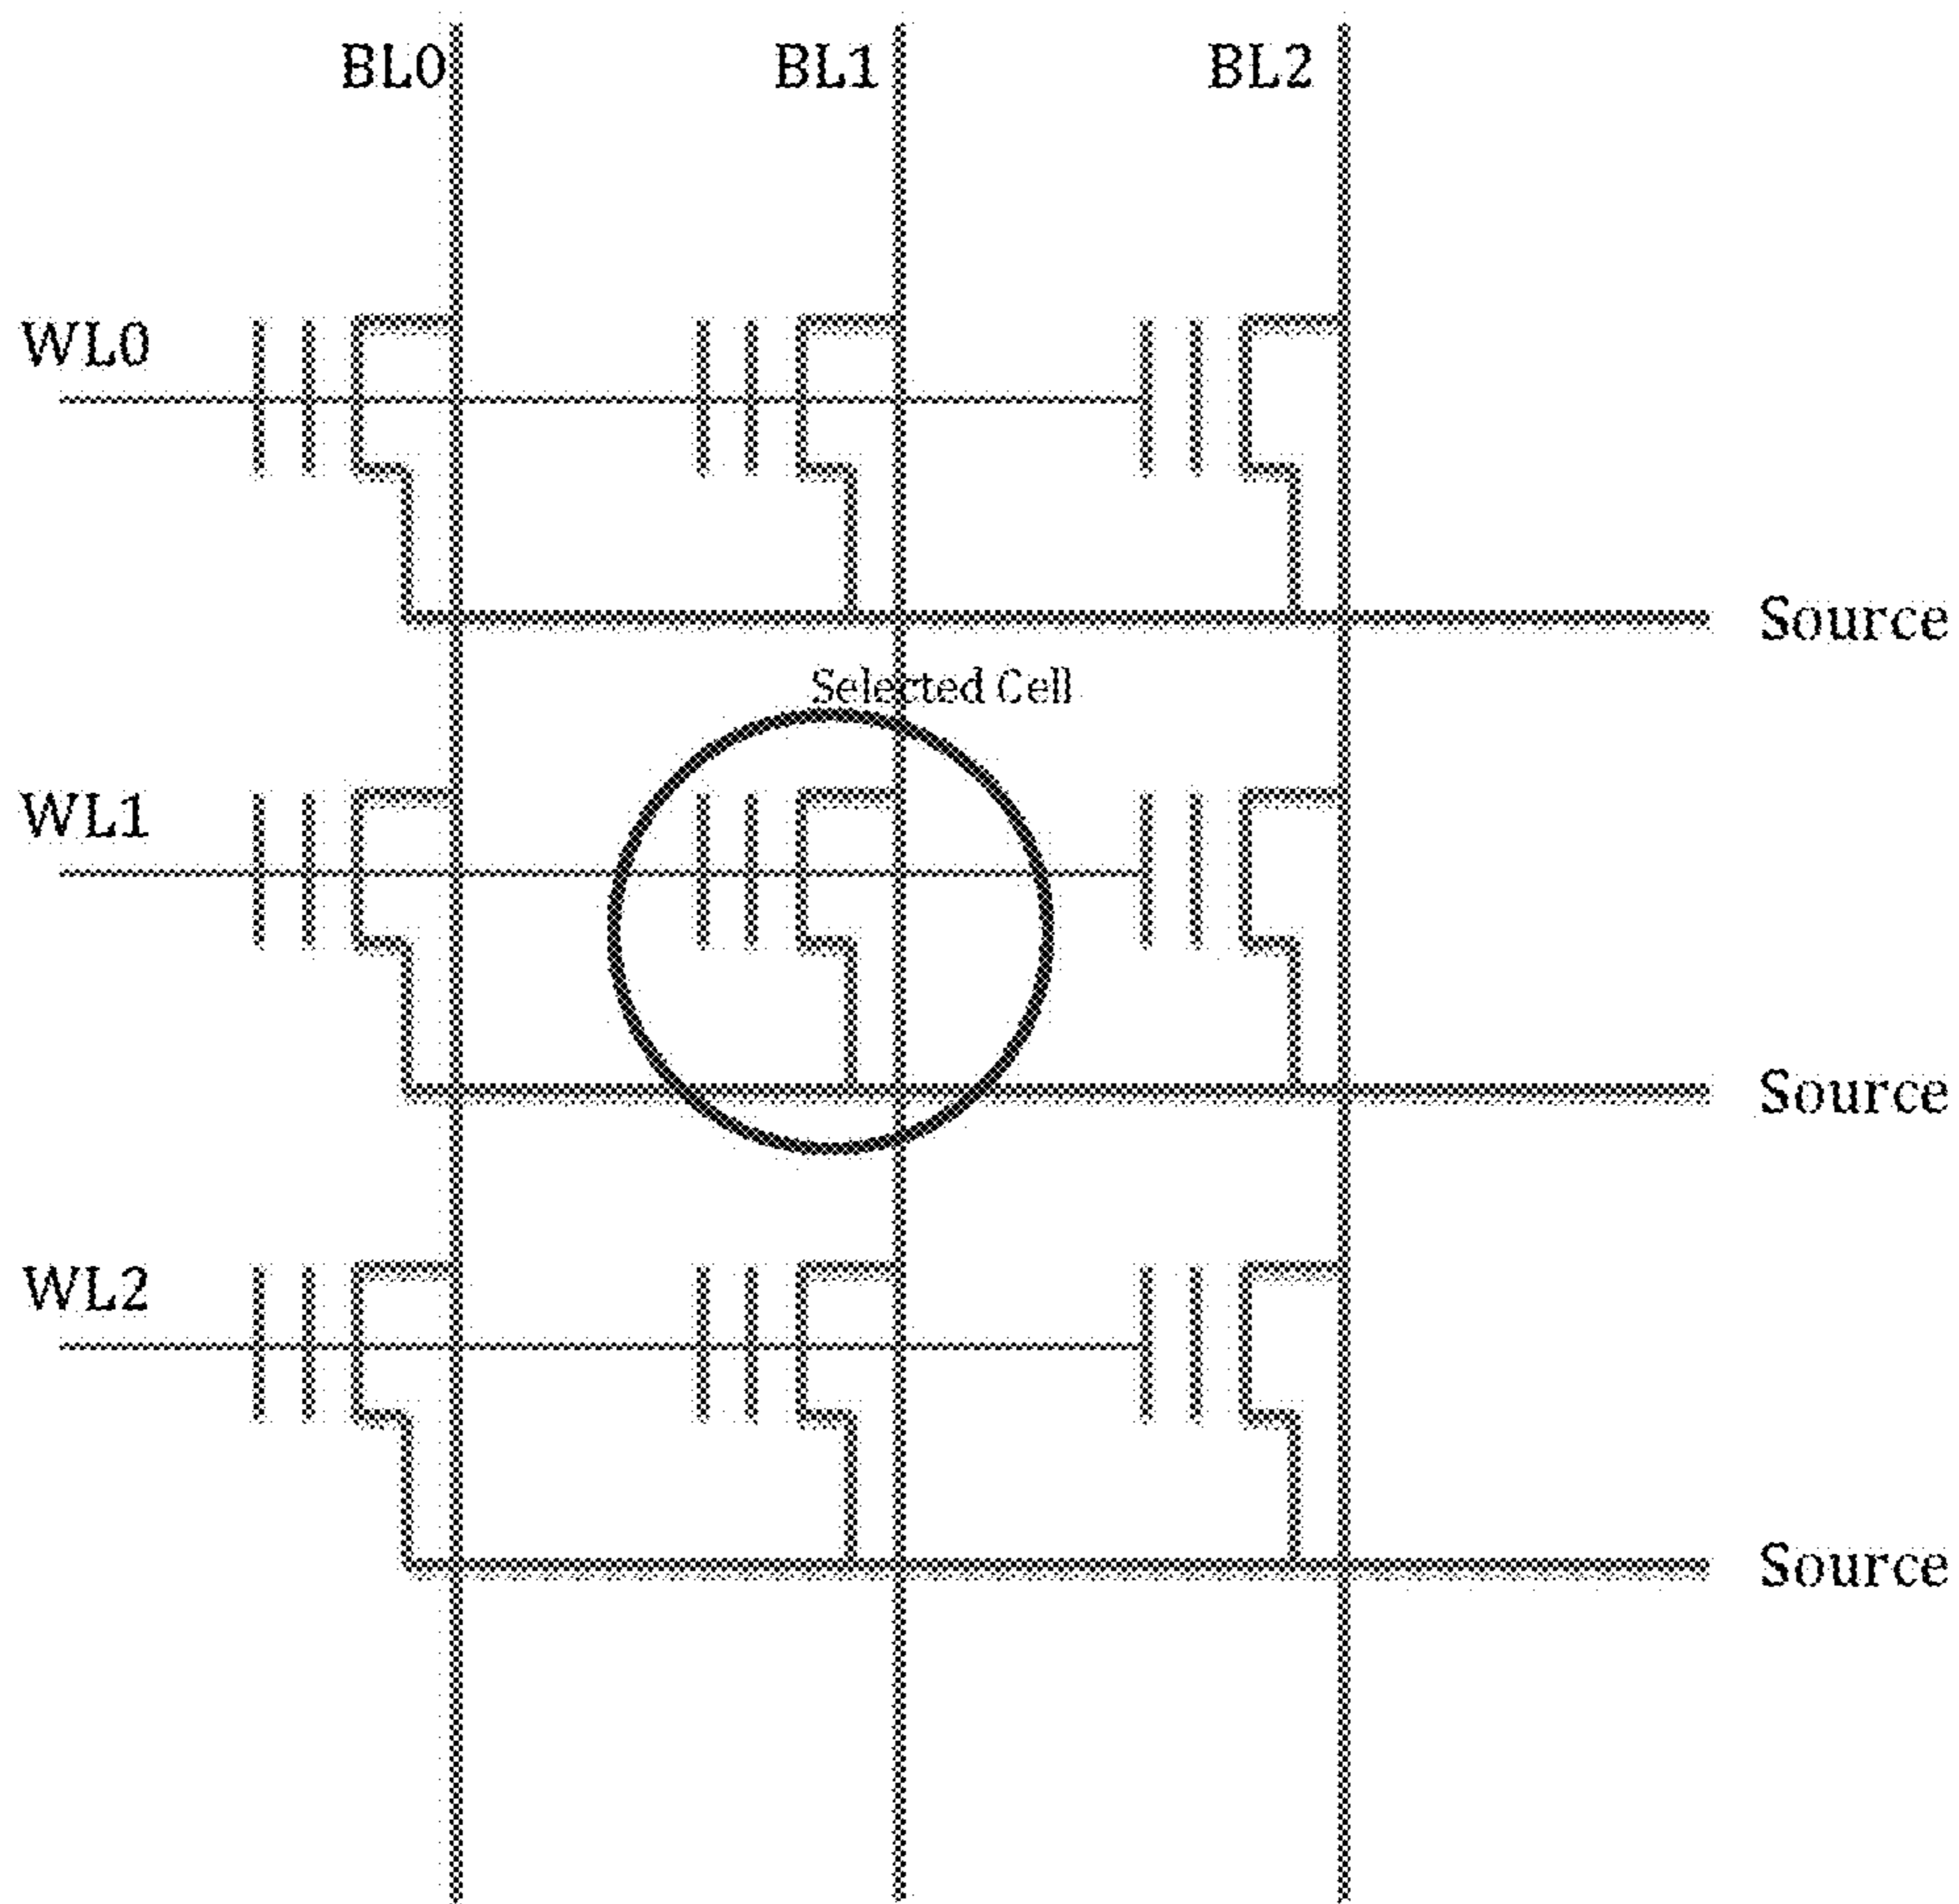 BL0 BL1 BL2
WL0
Source
Selected Cell
WL1
Source
WL2
Source